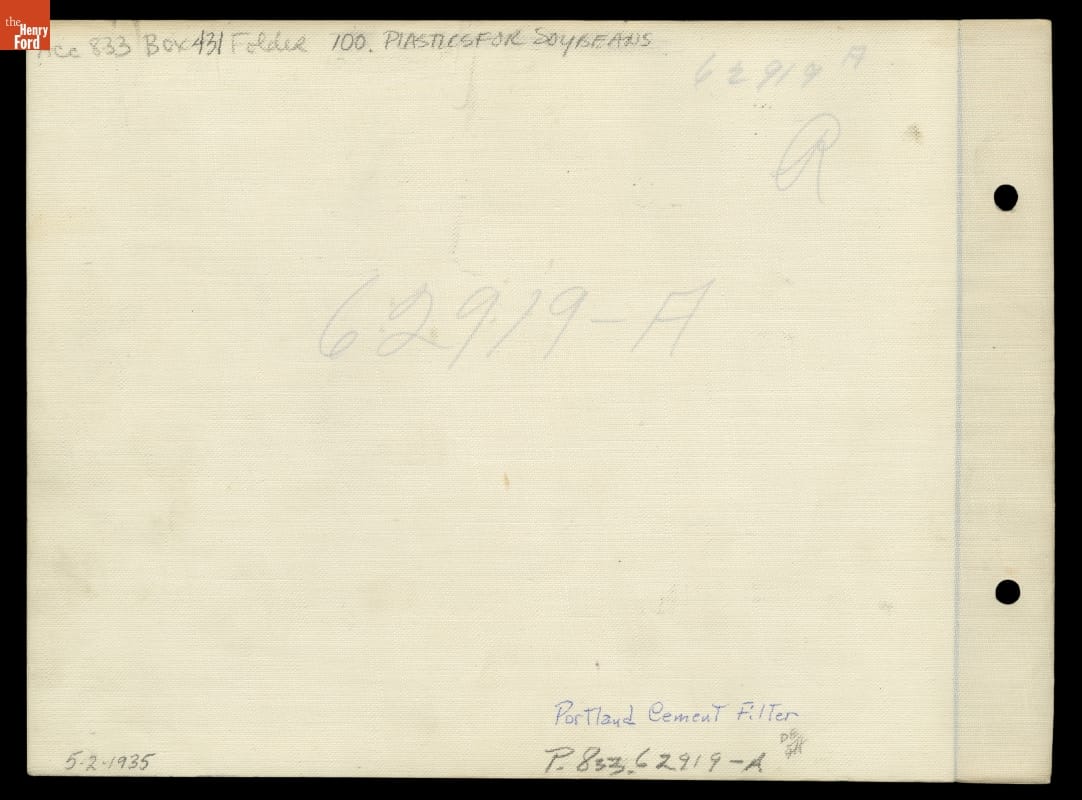 the
Henry
Ford
Acc 833 Box 431 Folder 100. PLASTICS FOR SOYBEANS
62919 A
R
62919-A
Portland Cement Filter
5-2-1935
P. 833.62919-A